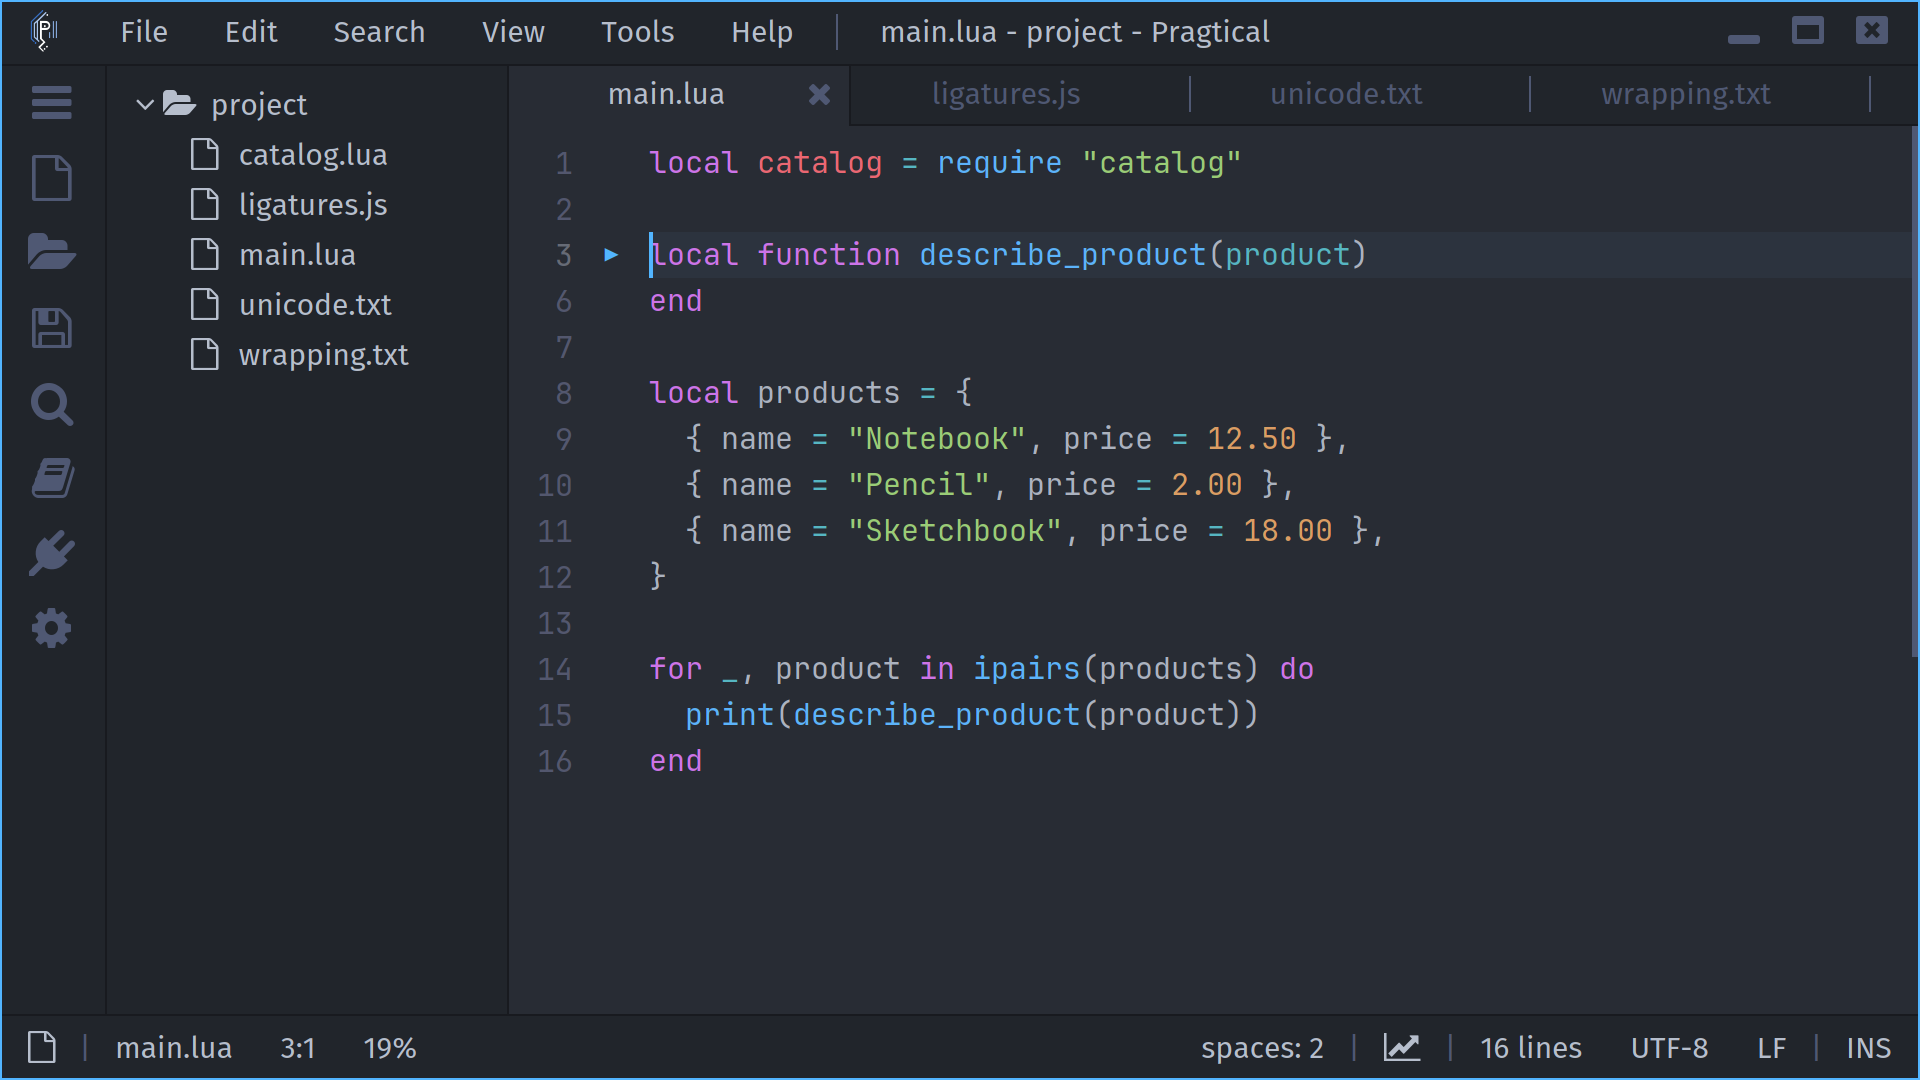 File Edit Search View Tools Help main.lua - project - Pragtical
project
catalog.lua
ligatures.js
main.lua
unicode.txt
wrapping.txt
main.lua ligatures.js unicode.txt wrapping.txt
1 local catalog = require "catalog"
2
3 local function describe_product(product)
6 end
7
8 local products = {
9 { name = "Notebook", price = 12.50 },
10 { name = "Pencil", price = 2.00 },
11 { name = "Sketchbook", price = 18.00 },
12 }
13
14 for _, product in ipairs(products) do
15 print(describe_product(product))
16 end
main.lua 3:1 19% spaces: 2 16 lines UTF-8 LF INS